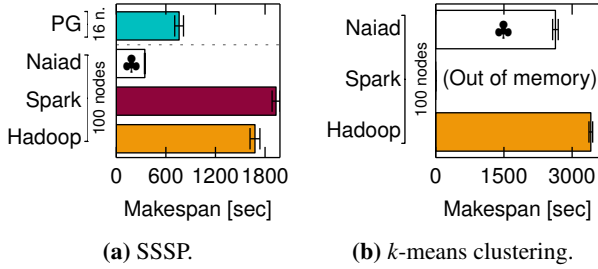 PG
16 n.
Naiad
Spark
Hadoop
100 nodes
0 600 1200 1800
Makespan [sec]
(a) SSSP.
Naiad
Spark
(Out of memory)
Hadoop
100 nodes
0 1500 3000
Makespan [sec]
(b) k-means clustering.